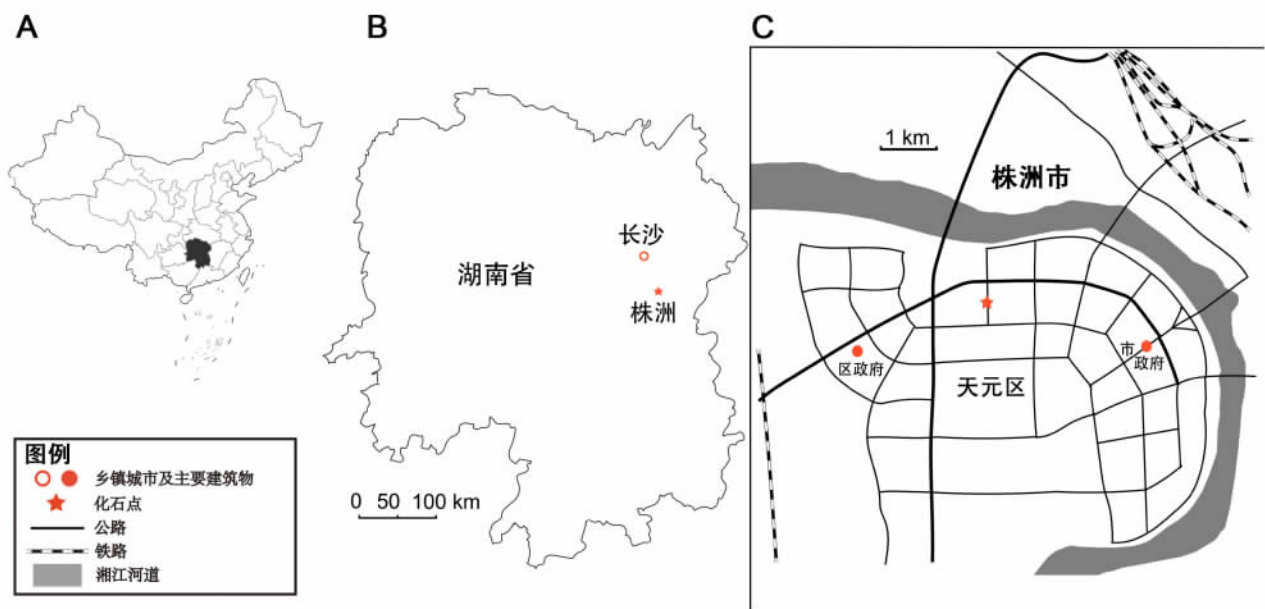 A
B
C
1 km
株洲市
长沙
湖南省
株洲
市
政府
区政府
天元区
图例
乡镇城市及主要建筑物
化石点
公路
铁路
湘江河道
0 50 100 km